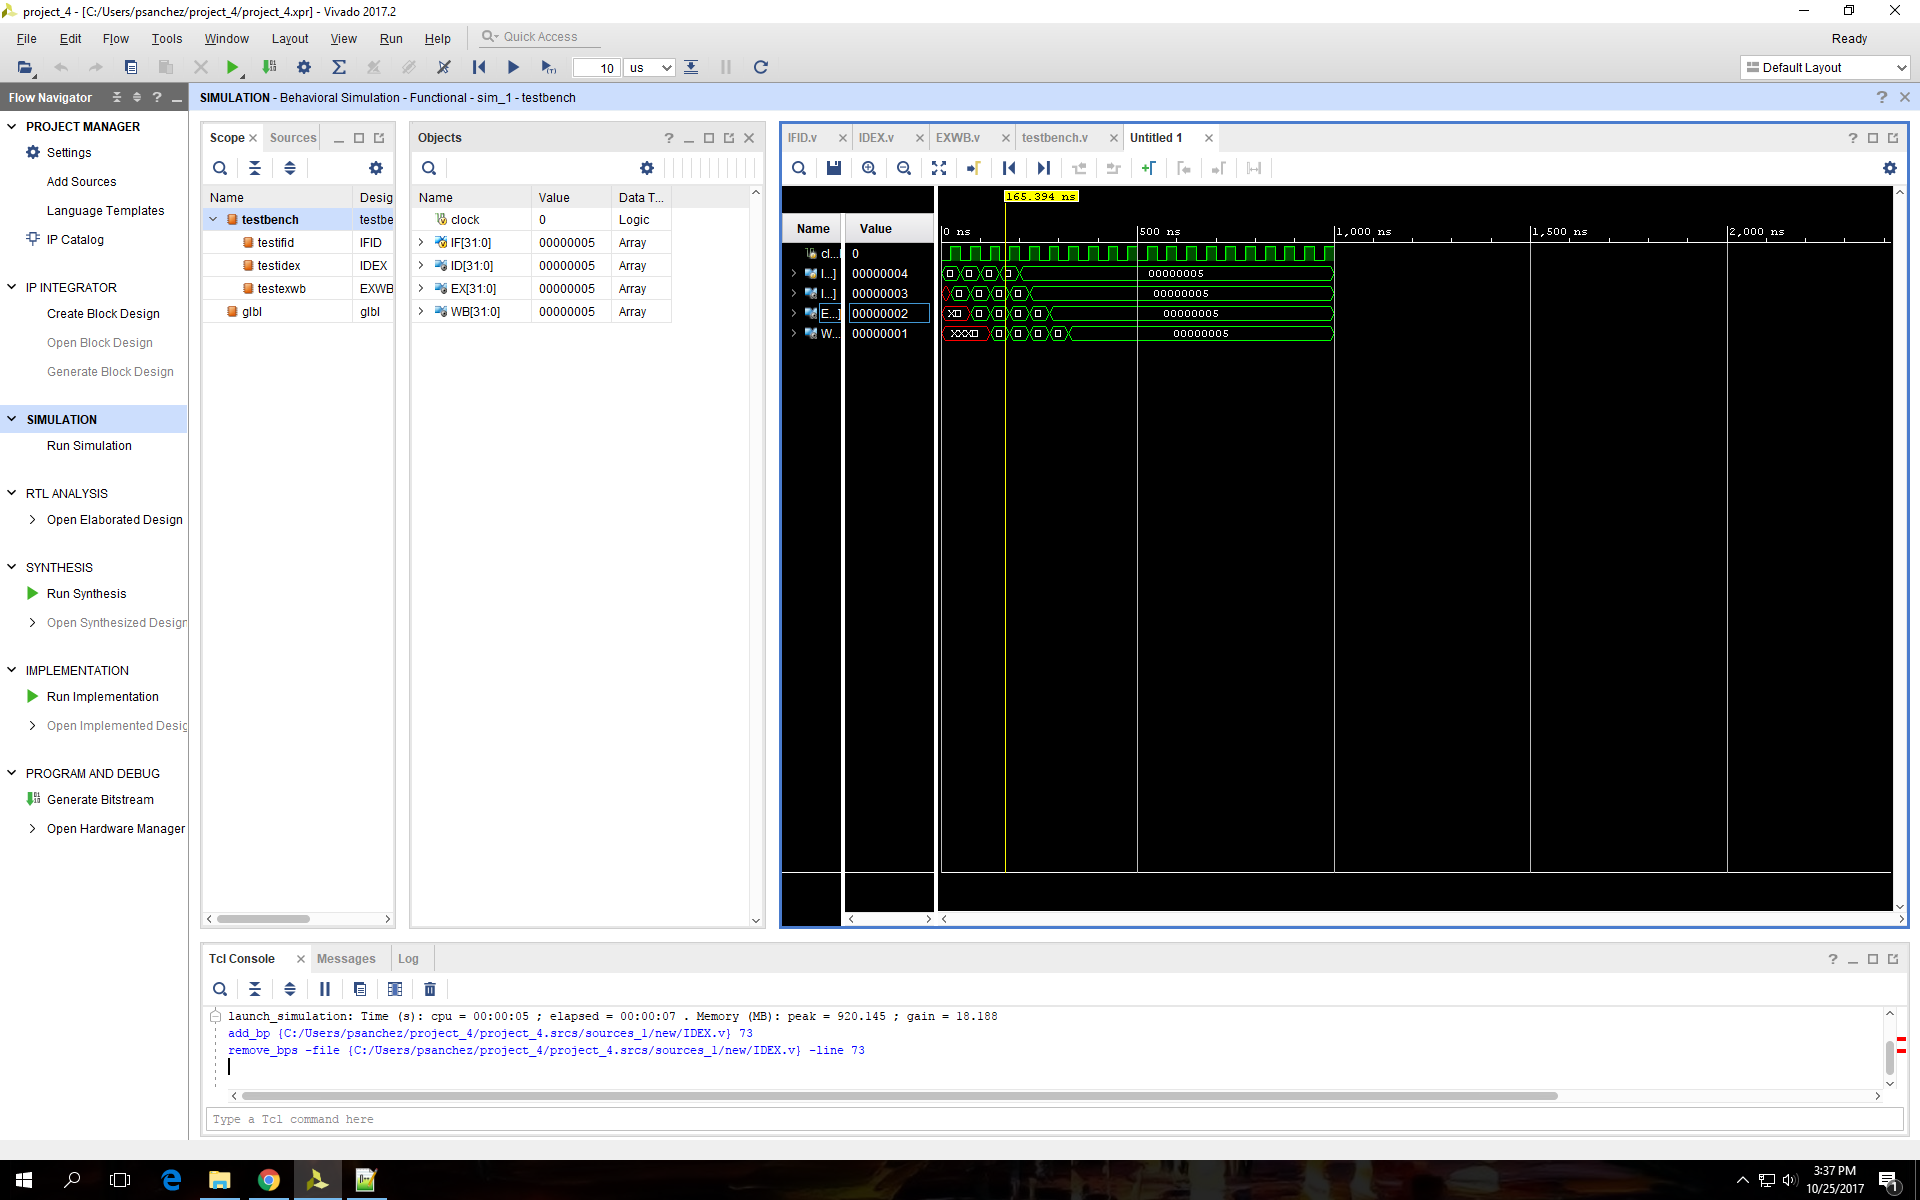 project_4 - [C:/Users/psanchez/project_4/project_4.xpr] - Vivado 2017.2
File Edit Flow Tools Window Layout View Run Help Quick Access Ready
10 us Default Layout
Flow Navigator
SIMULATION - Behavioral Simulation - Functional - sim_1 - testbench
PROJECT MANAGER
Settings
Add Sources
Language Templates
IP Catalog
IP INTEGRATOR
Create Block Design
Open Block Design
Generate Block Design
SIMULATION
Run Simulation
RTL ANALYSIS
Open Elaborated Design
SYNTHESIS
Run Synthesis
Open Synthesized Design
IMPLEMENTATION
Run Implementation
Open Implemented Desig
PROGRAM AND DEBUG
Generate Bitstream
Open Hardware Manager
Scope Sources
Name Desig
testbench testbe
testifid IFID
testidex IDEX
testexwb EXWB
glbl glbl
Objects
Name Value Data T...
clock 0 Logic
IF[31:0] 00000005 Array
ID[31:0] 00000005 Array
EX[31:0] 00000005 Array
WB[31:0] 00000005 Array
IFID.v IDEX.v EXWB.v testbench.v Untitled 1
165.394 ns
Name Value
0 ns 500 ns 1,000 ns 1,500 ns 2,000 ns
cl... 0
I...] 00000004 00000005
I...] 00000003 00000005
E...] 00000002 X 00000005
W... 00000001 XXX 00000005
Tcl Console Messages Log
launch_simulation: Time (s): cpu = 00:00:05 ; elapsed = 00:00:07 . Memory (MB): peak = 920.145 ; gain = 18.188
add_bp {C:/Users/psanchez/project_4/project_4.srcs/sources_1/new/IDEX.v} 73
remove_bps -file {C:/Users/psanchez/project_4/project_4.srcs/sources_1/new/IDEX.v} -line 73
Type a Tcl command here
3:37 PM
10/25/2017
1